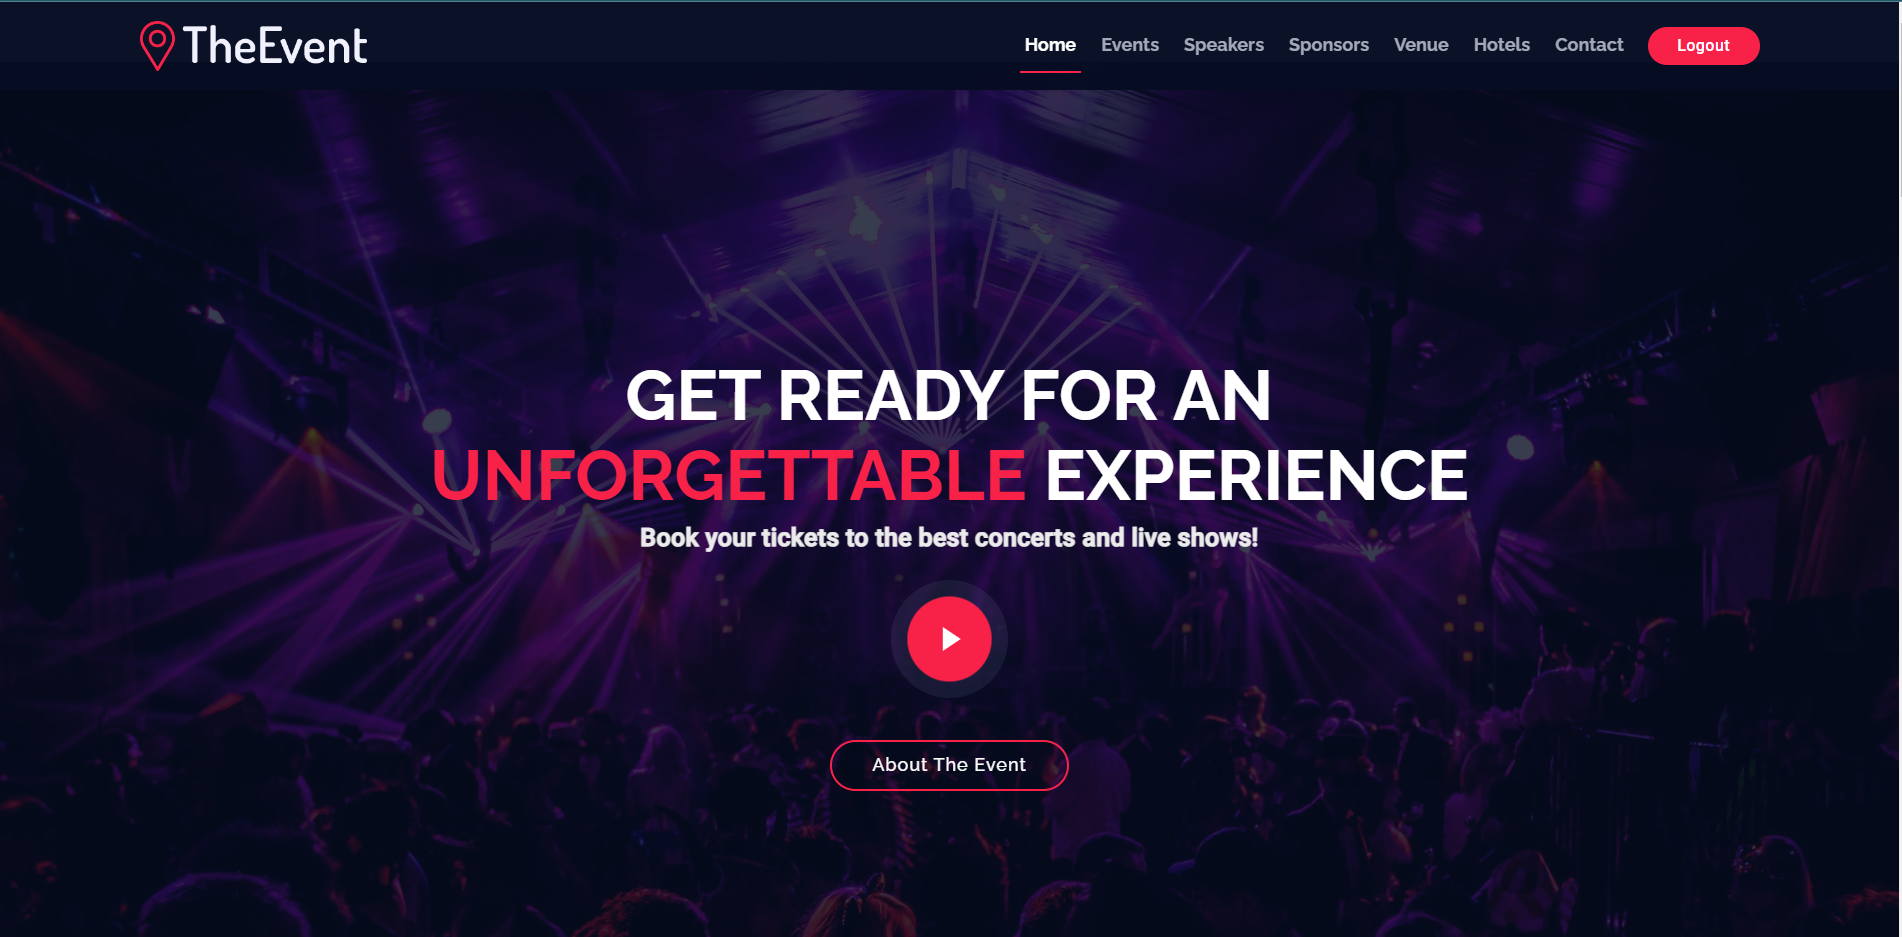 TheEvent
Home Events Speakers Sponsors Venue Hotels Contact Logout
GET READY FOR AN
UNFORGETTABLE EXPERIENCE
Book your tickets to the best concerts and live shows!
About The Event